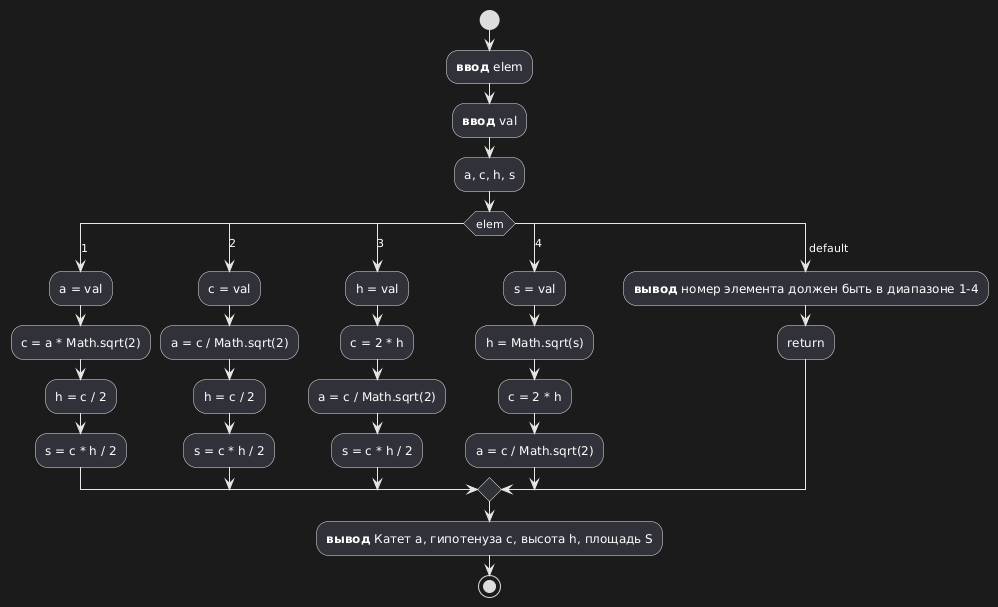 ввод elem
ввод val
a, c, h, s
elem
1
2
3
4
default
a = val
c = val
h = val
s = val
вывод номер элемента должен быть в диапазоне 1-4
c = a * Math.sqrt(2)
a = c / Math.sqrt(2)
c = 2 * h
h = Math.sqrt(s)
return
h = c / 2
h = c / 2
a = c / Math.sqrt(2)
c = 2 * h
s = c * h / 2
s = c * h / 2
s = c * h / 2
a = c / Math.sqrt(2)
вывод Катет a, гипотенуза c, высота h, площадь S